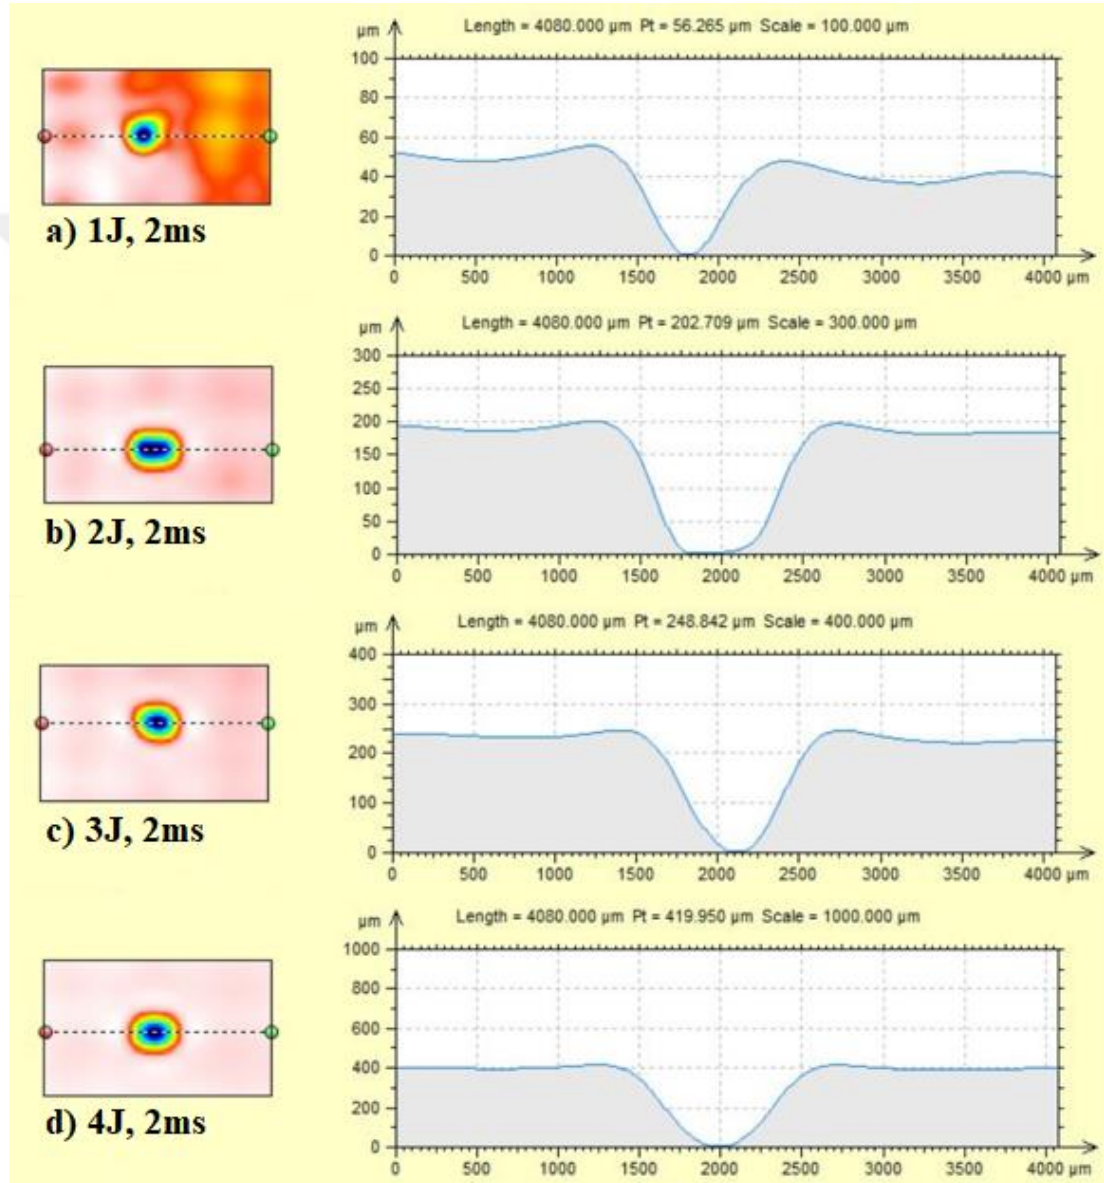 Length = 4080.000 µm Pt = 56.265 µm Scale = 100.000 µm
µm
100
80
60
40
20
0
0 500 1000 1500 2000 2500 3000 3500 4000 µm
a) 1J, 2ms
Length = 4080.000 µm Pt = 202.709 µm Scale = 300.000 µm
µm
300
250
200
150
100
50
0
0 500 1000 1500 2000 2500 3000 3500 4000 µm
b) 2J, 2ms
Length = 4080.000 µm Pt = 248.842 µm Scale = 400.000 µm
µm
400
300
200
100
0
0 500 1000 1500 2000 2500 3000 3500 4000 µm
c) 3J, 2ms
Length = 4080.000 µm Pt = 419.950 µm Scale = 1000.000 µm
µm
1000
800
600
400
200
0
0 500 1000 1500 2000 2500 3000 3500 4000 µm
d) 4J, 2ms